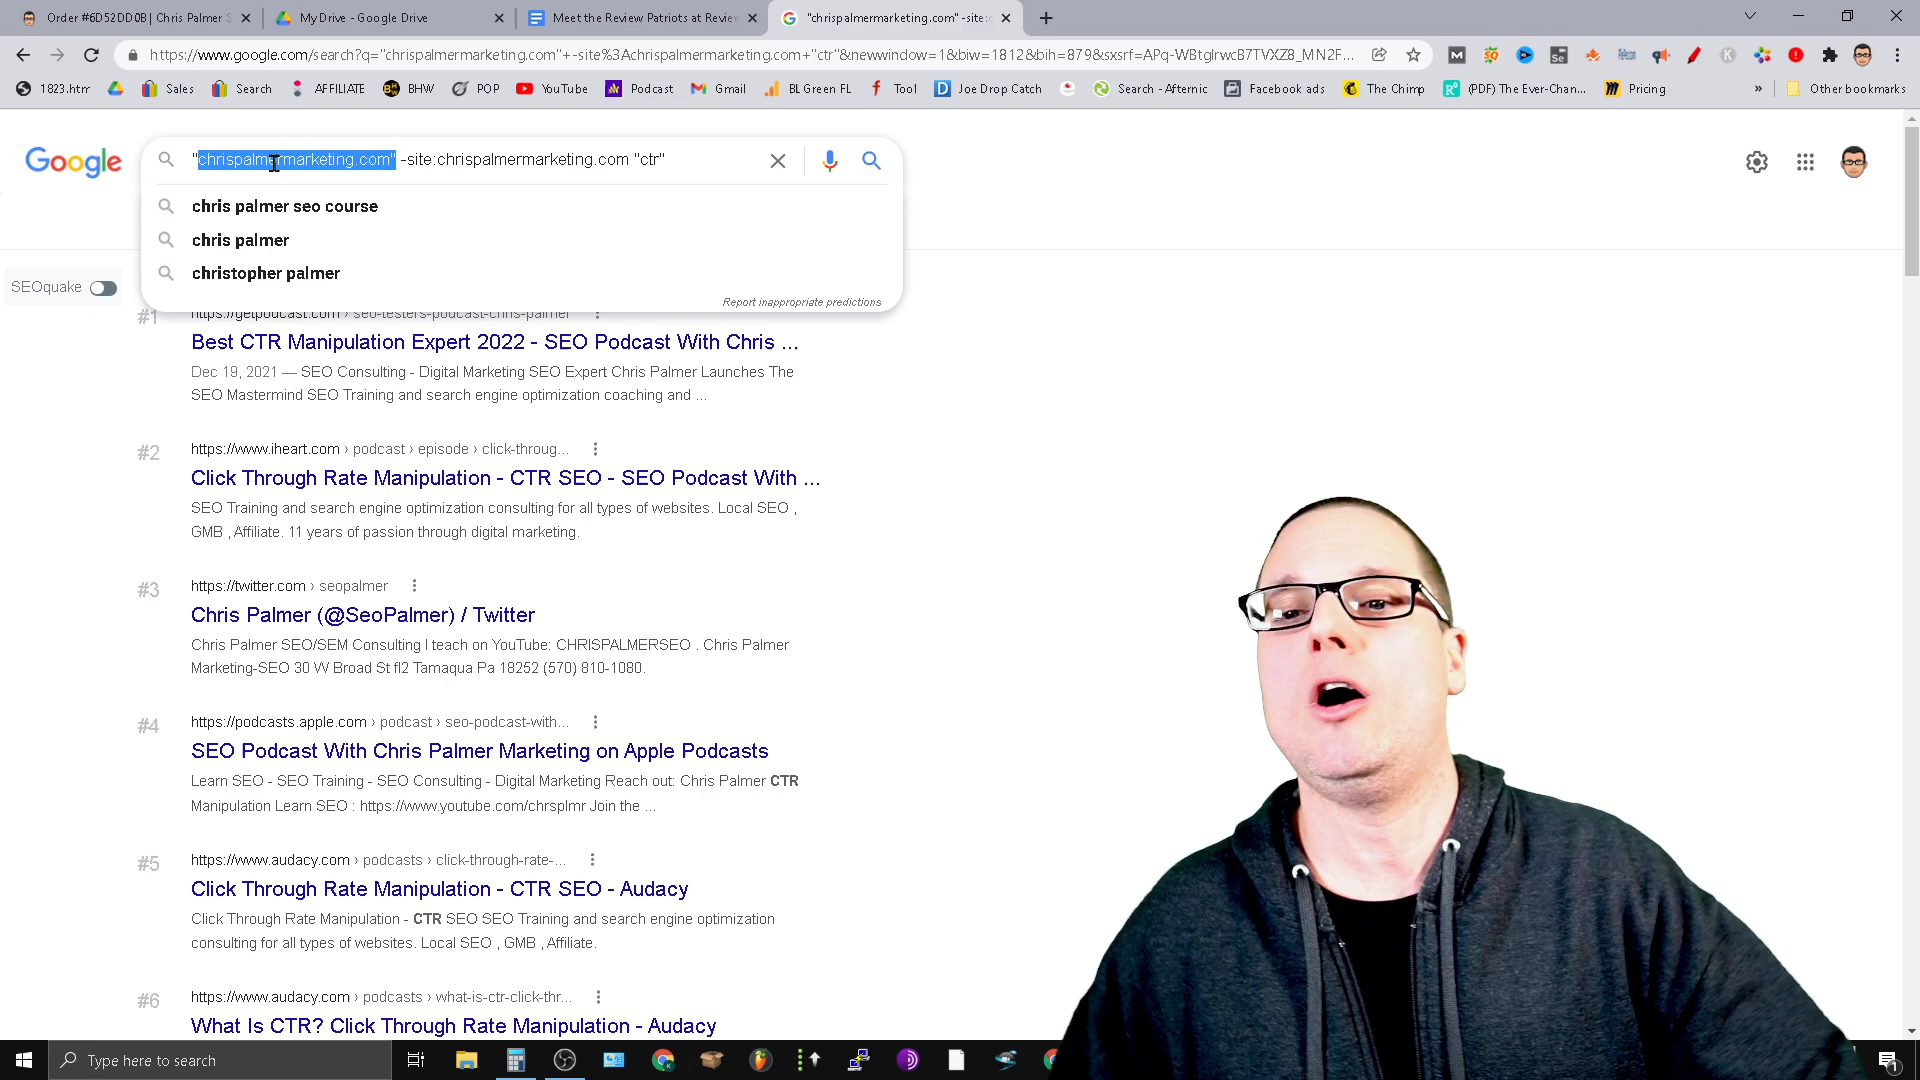 Order #6D52DD0B | Chris Palmer S
My Drive - Google Drive
Meet the Review Patriots at Revie
"chrispalmermarketing.com" -site:c
https://www.google.com/search?q="chrispalmermarketing.com"+-site%3Achrispalmermarketing.com+"ctr"&newwindow=1&biw=1812&bih=879&sxsrf=APq-WBtglrwcB7TVXZ8_MN2F...
1823.htm
Sales
Search
AFFILIATE
BHW
POP
YouTube
Podcast
Gmail
BL Green FL
Tool
Joe Drop Catch
Search - Afternic
Facebook ads
The Chimp
(PDF) The Ever-Chan...
Pricing
»
Other bookmarks
Google
"chrispalmermarketing.com" -site:chrispalmermarketing.com "ctr"
chris palmer seo course
chris palmer
christopher palmer
Report inappropriate predictions
SEOquake
#1
https://getpodcast.com › seo-testers-podcast-chris-palmer
Best CTR Manipulation Expert 2022 - SEO Podcast With Chris ...
Dec 19, 2021 — SEO Consulting - Digital Marketing SEO Expert Chris Palmer Launches The
SEO Mastermind SEO Training and search engine optimization coaching and ...
#2
https://www.iheart.com › podcast › episode › click-throug...
Click Through Rate Manipulation - CTR SEO - SEO Podcast With ...
SEO Training and search engine optimization consulting for all types of websites. Local SEO ,
GMB , Affiliate. 11 years of passion through digital marketing.
#3
https://twitter.com › seopalmer
Chris Palmer (@SeoPalmer) / Twitter
Chris Palmer SEO/SEM Consulting I teach on YouTube: CHRISPALMERSEO . Chris Palmer
Marketing-SEO 30 W Broad St fl2 Tamaqua Pa 18252 (570) 810-1080.
#4
https://podcasts.apple.com › podcast › seo-podcast-with...
SEO Podcast With Chris Palmer Marketing on Apple Podcasts
Learn SEO - SEO Training - SEO Consulting - Digital Marketing Reach out: Chris Palmer CTR
Manipulation Learn SEO : https://www.youtube.com/chrsplmr Join the ...
#5
https://www.audacy.com › podcasts › click-through-rate-...
Click Through Rate Manipulation - CTR SEO - Audacy
Click Through Rate Manipulation - CTR SEO SEO Training and search engine optimization
consulting for all types of websites. Local SEO , GMB , Affiliate.
#6
https://www.audacy.com › podcasts › what-is-ctr-click-thr...
What Is CTR? Click Through Rate Manipulation - Audacy
Type here to search